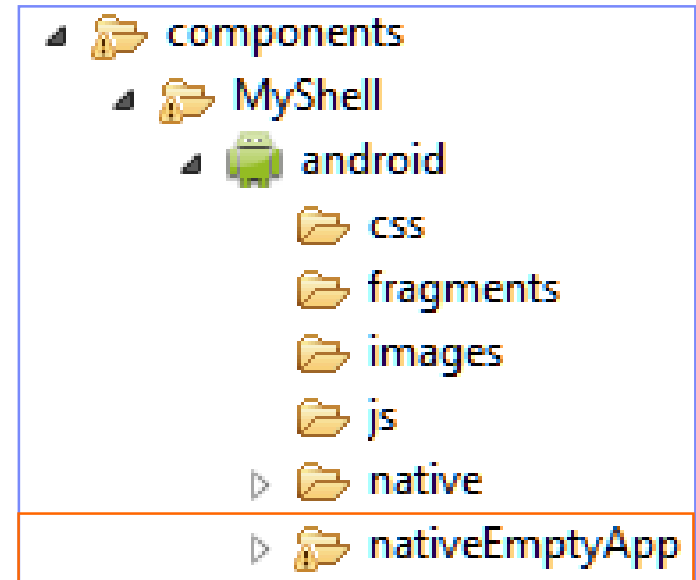 components
MyShell
android
css
fragments
images
js
native
nativeEmptyApp